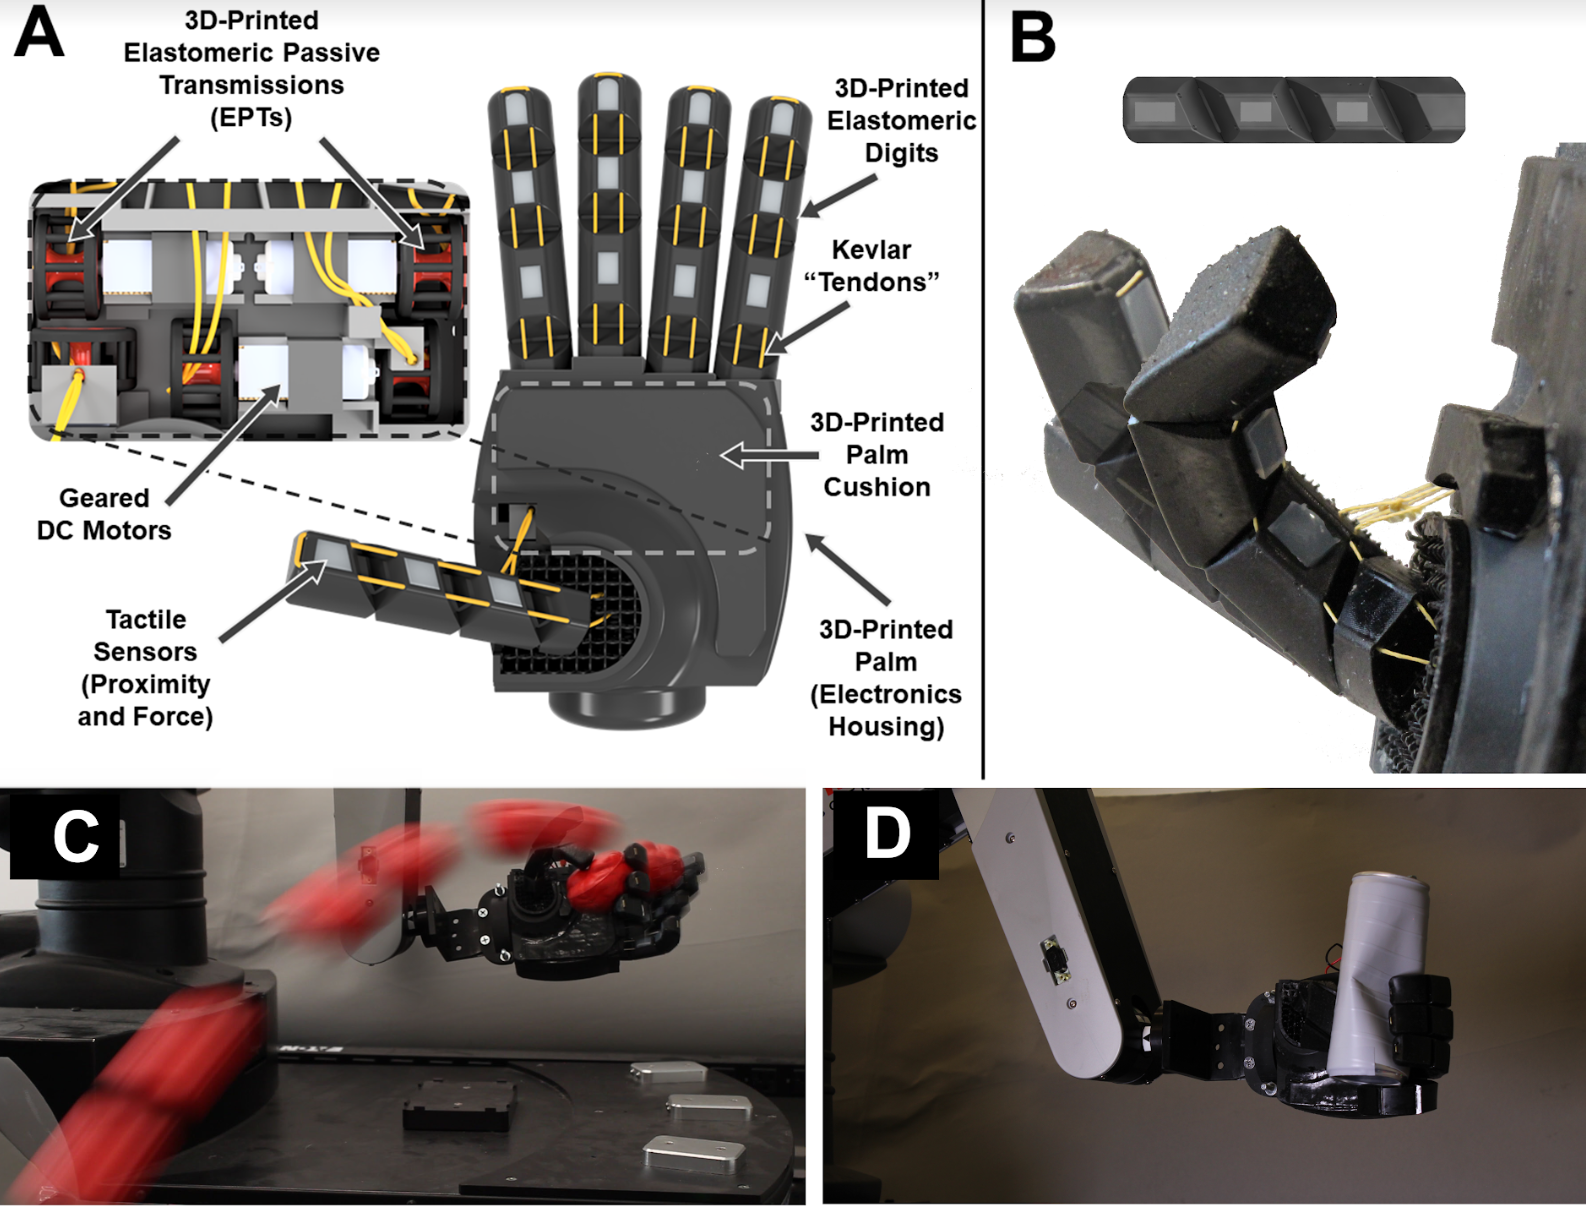 A
3D-Printed
Elastomeric Passive
Transmissions
(EPTs)
3D-Printed
Elastomeric
Digits
Kevlar
“Tendons”
3D-Printed
Palm
Cushion
Geared
DC Motors
Tactile
Sensors
(Proximity
and Force)
3D-Printed
Palm
(Electronics
Housing)
B
C
D